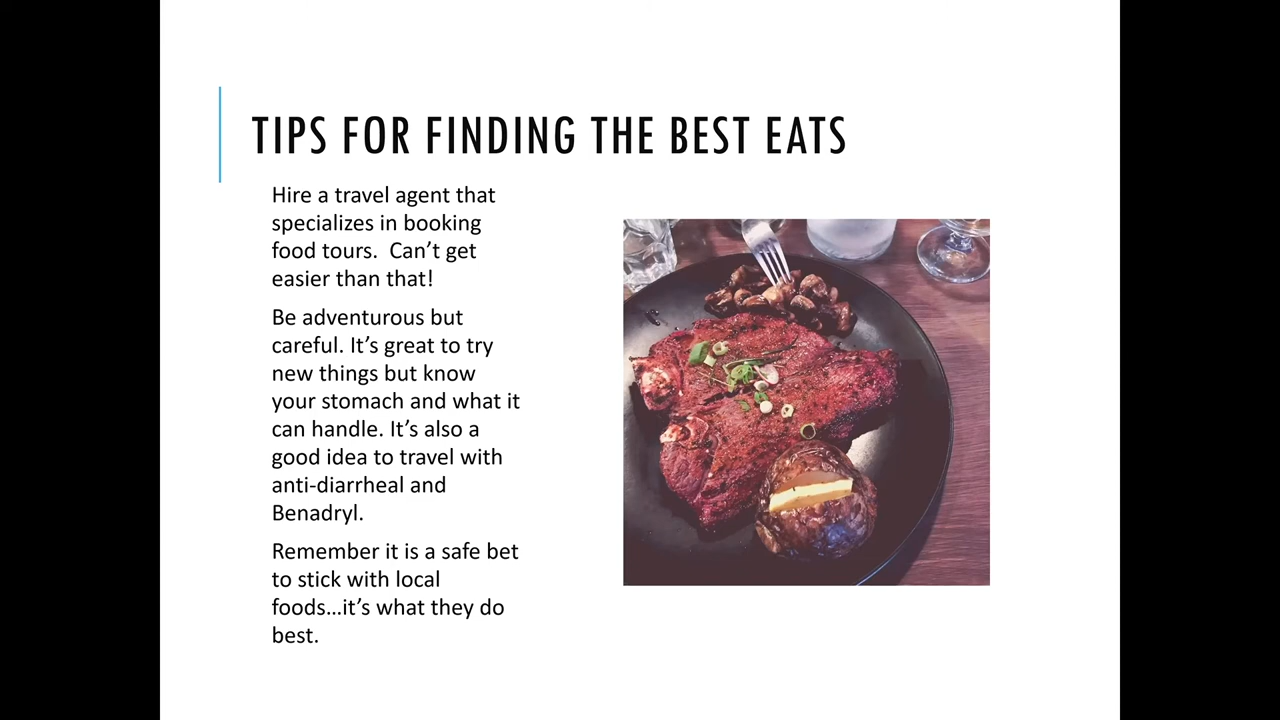 TIPS FOR FINDING THE BEST EATS
Hire a travel agent that
specializes in booking
food tours.  Can’t get
easier than that!
Be adventurous but
careful. It’s great to try
new things but know
your stomach and what it
can handle. It’s also a
good idea to travel with
anti-diarrheal and
Benadryl.
Remember it is a safe bet
to stick with local
foods…it’s what they do
best.